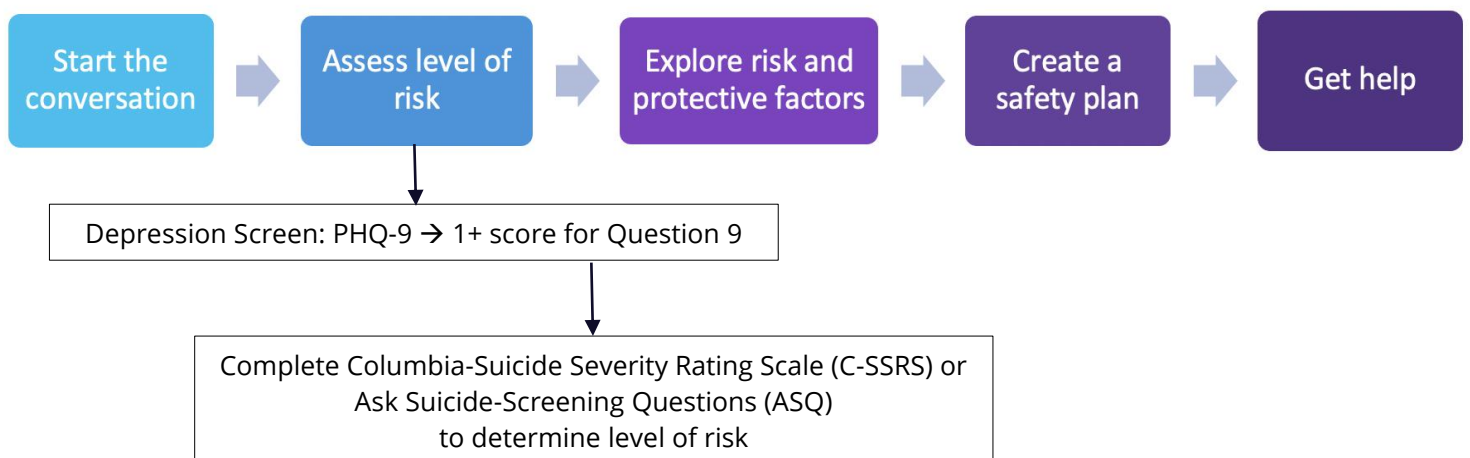 Start the
conversation
Assess level of
risk
Explore risk and
protective factors
Create a
safety plan
Get help
Depression Screen: PHQ-9 → 1+ score for Question 9
Complete Columbia-Suicide Severity Rating Scale (C-SSRS) or
Ask Suicide-Screening Questions (ASQ)
to determine level of risk